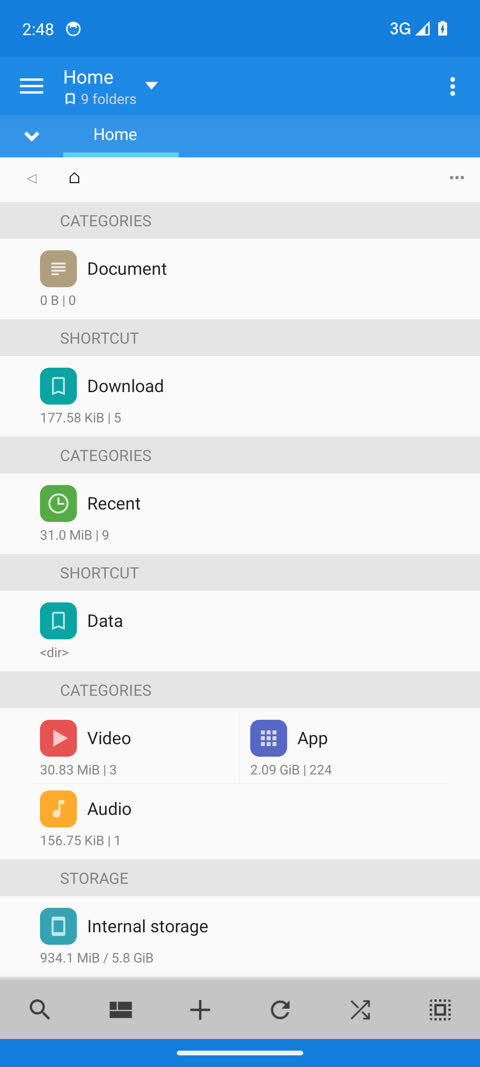 2:48
3G
Home
9 folders
Home
CATEGORIES
Document
0 B | 0
SHORTCUT
Download
177.58 KiB | 5
CATEGORIES
Recent
31.0 MiB | 9
SHORTCUT
Data
<dir>
CATEGORIES
Video
30.83 MiB | 3
App
2.09 GiB | 224
Audio
156.75 KiB | 1
STORAGE
Internal storage
934.1 MiB / 5.8 GiB